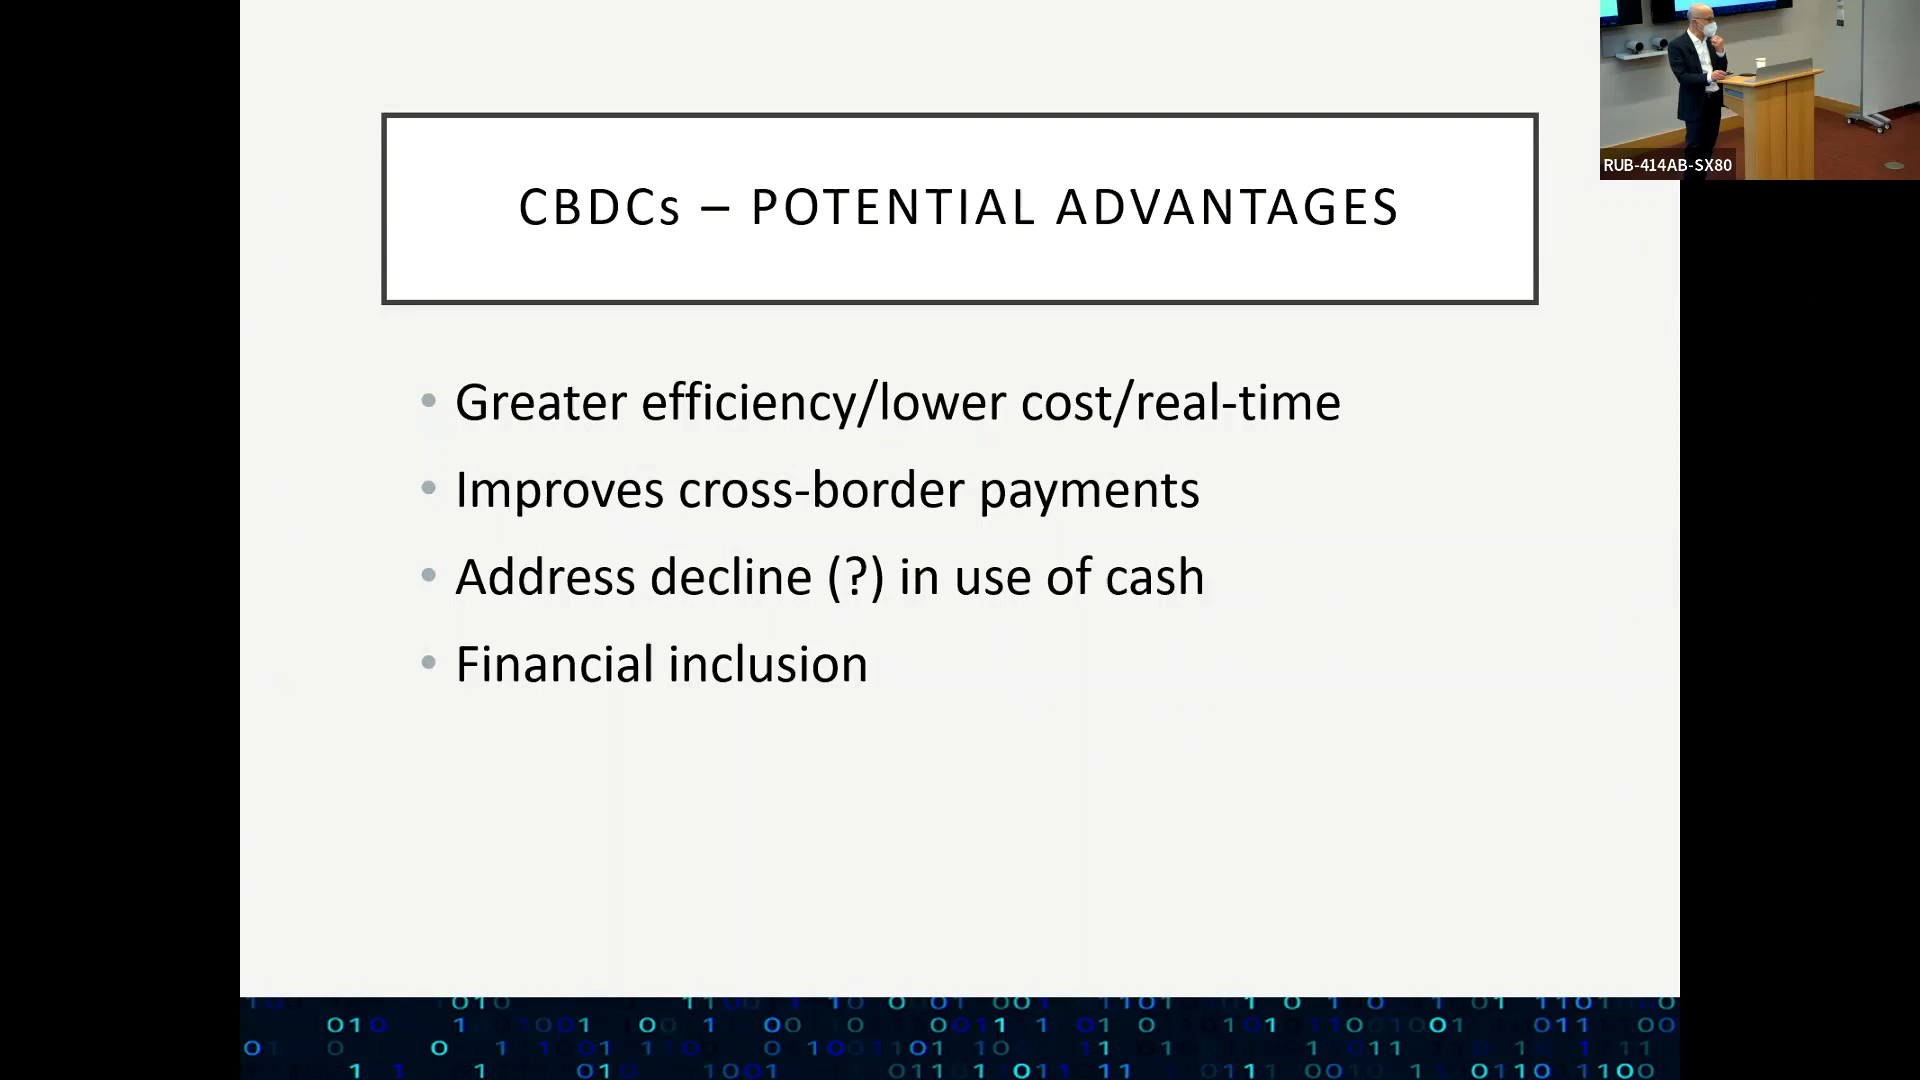 CBDCs – POTENTIAL ADVANTAGES
RUB-414AB-SX80
• Greater efficiency/lower cost/real-time
• Improves cross-border payments
• Address decline (?) in use of cash
• Financial inclusion